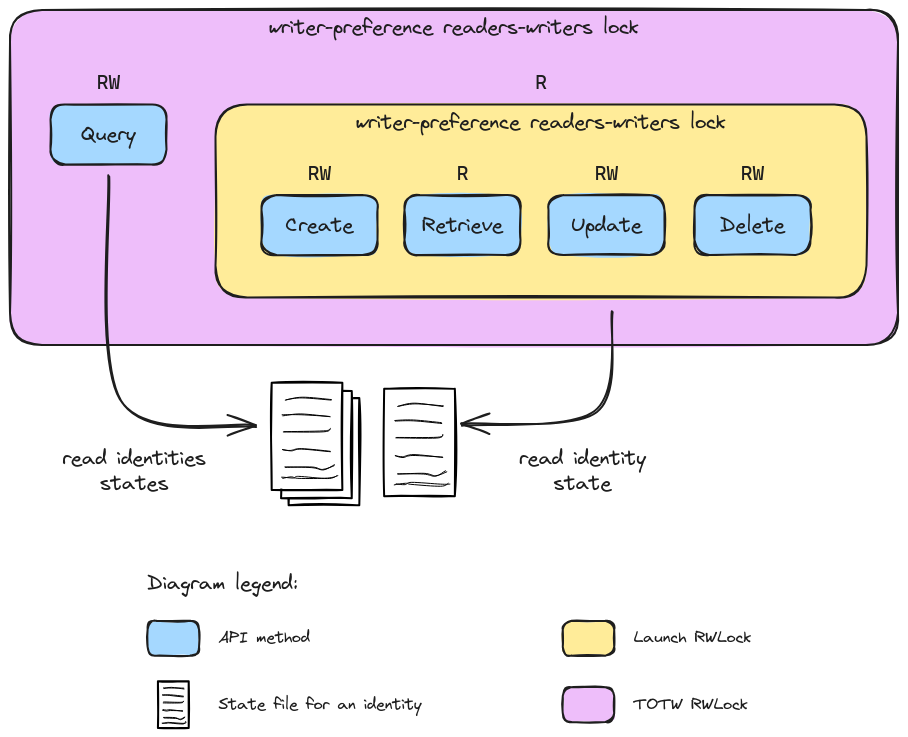 writer-preference readers-writers lock
RW
R
Query
writer-preference readers-writers lock
RW
R
RW
RW
Create
Retrieve
Update
Delete
read identities
states
read identity
state
Diagram legend:
API method
Launch RWLock
State file for an identity
TOTW RWLock